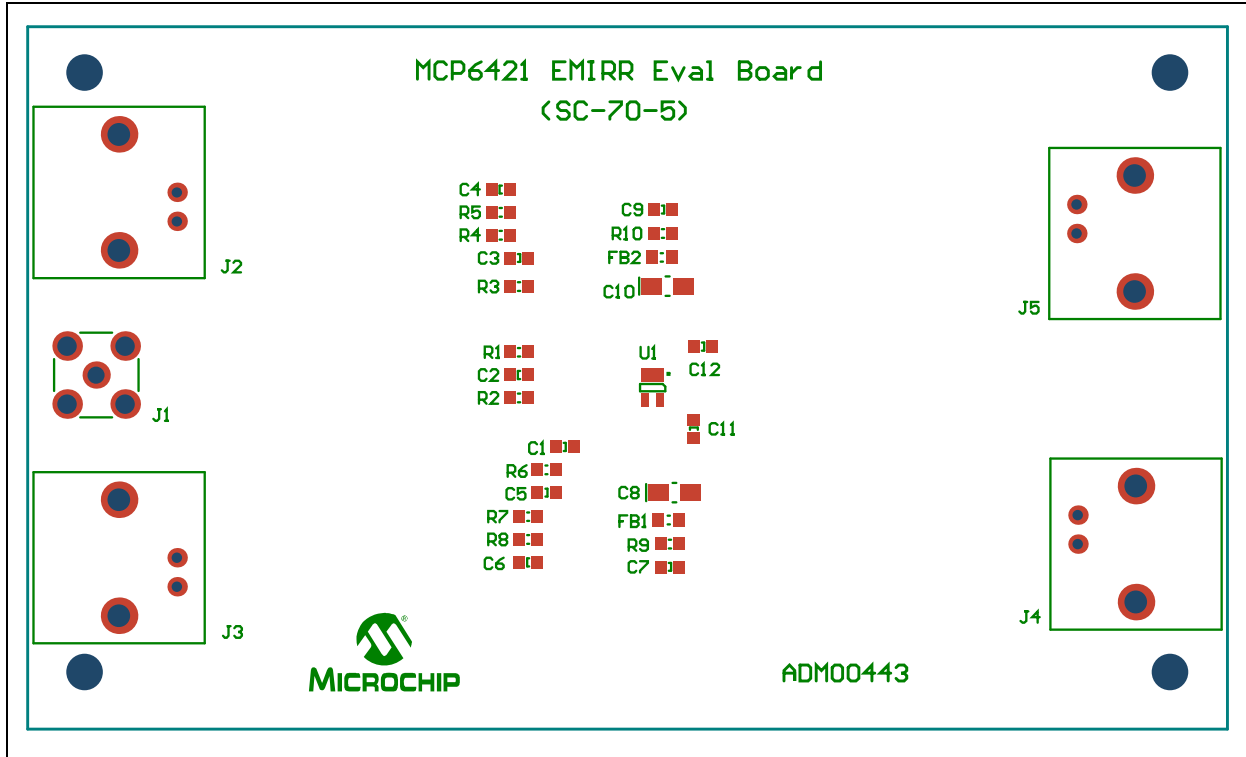 MCP6421 EMIRR Eval Board
(SC-70-5)
C4
R5
R4
C3
R3
C9
R10
FB2
C10
J2
J5
R1
C2
R2
U1
C12
C11
J1
C1
R6
C5
R7
R8
C6
C8
FB1
R9
C7
J3
J4
®
MICROCHIP
ADM00443